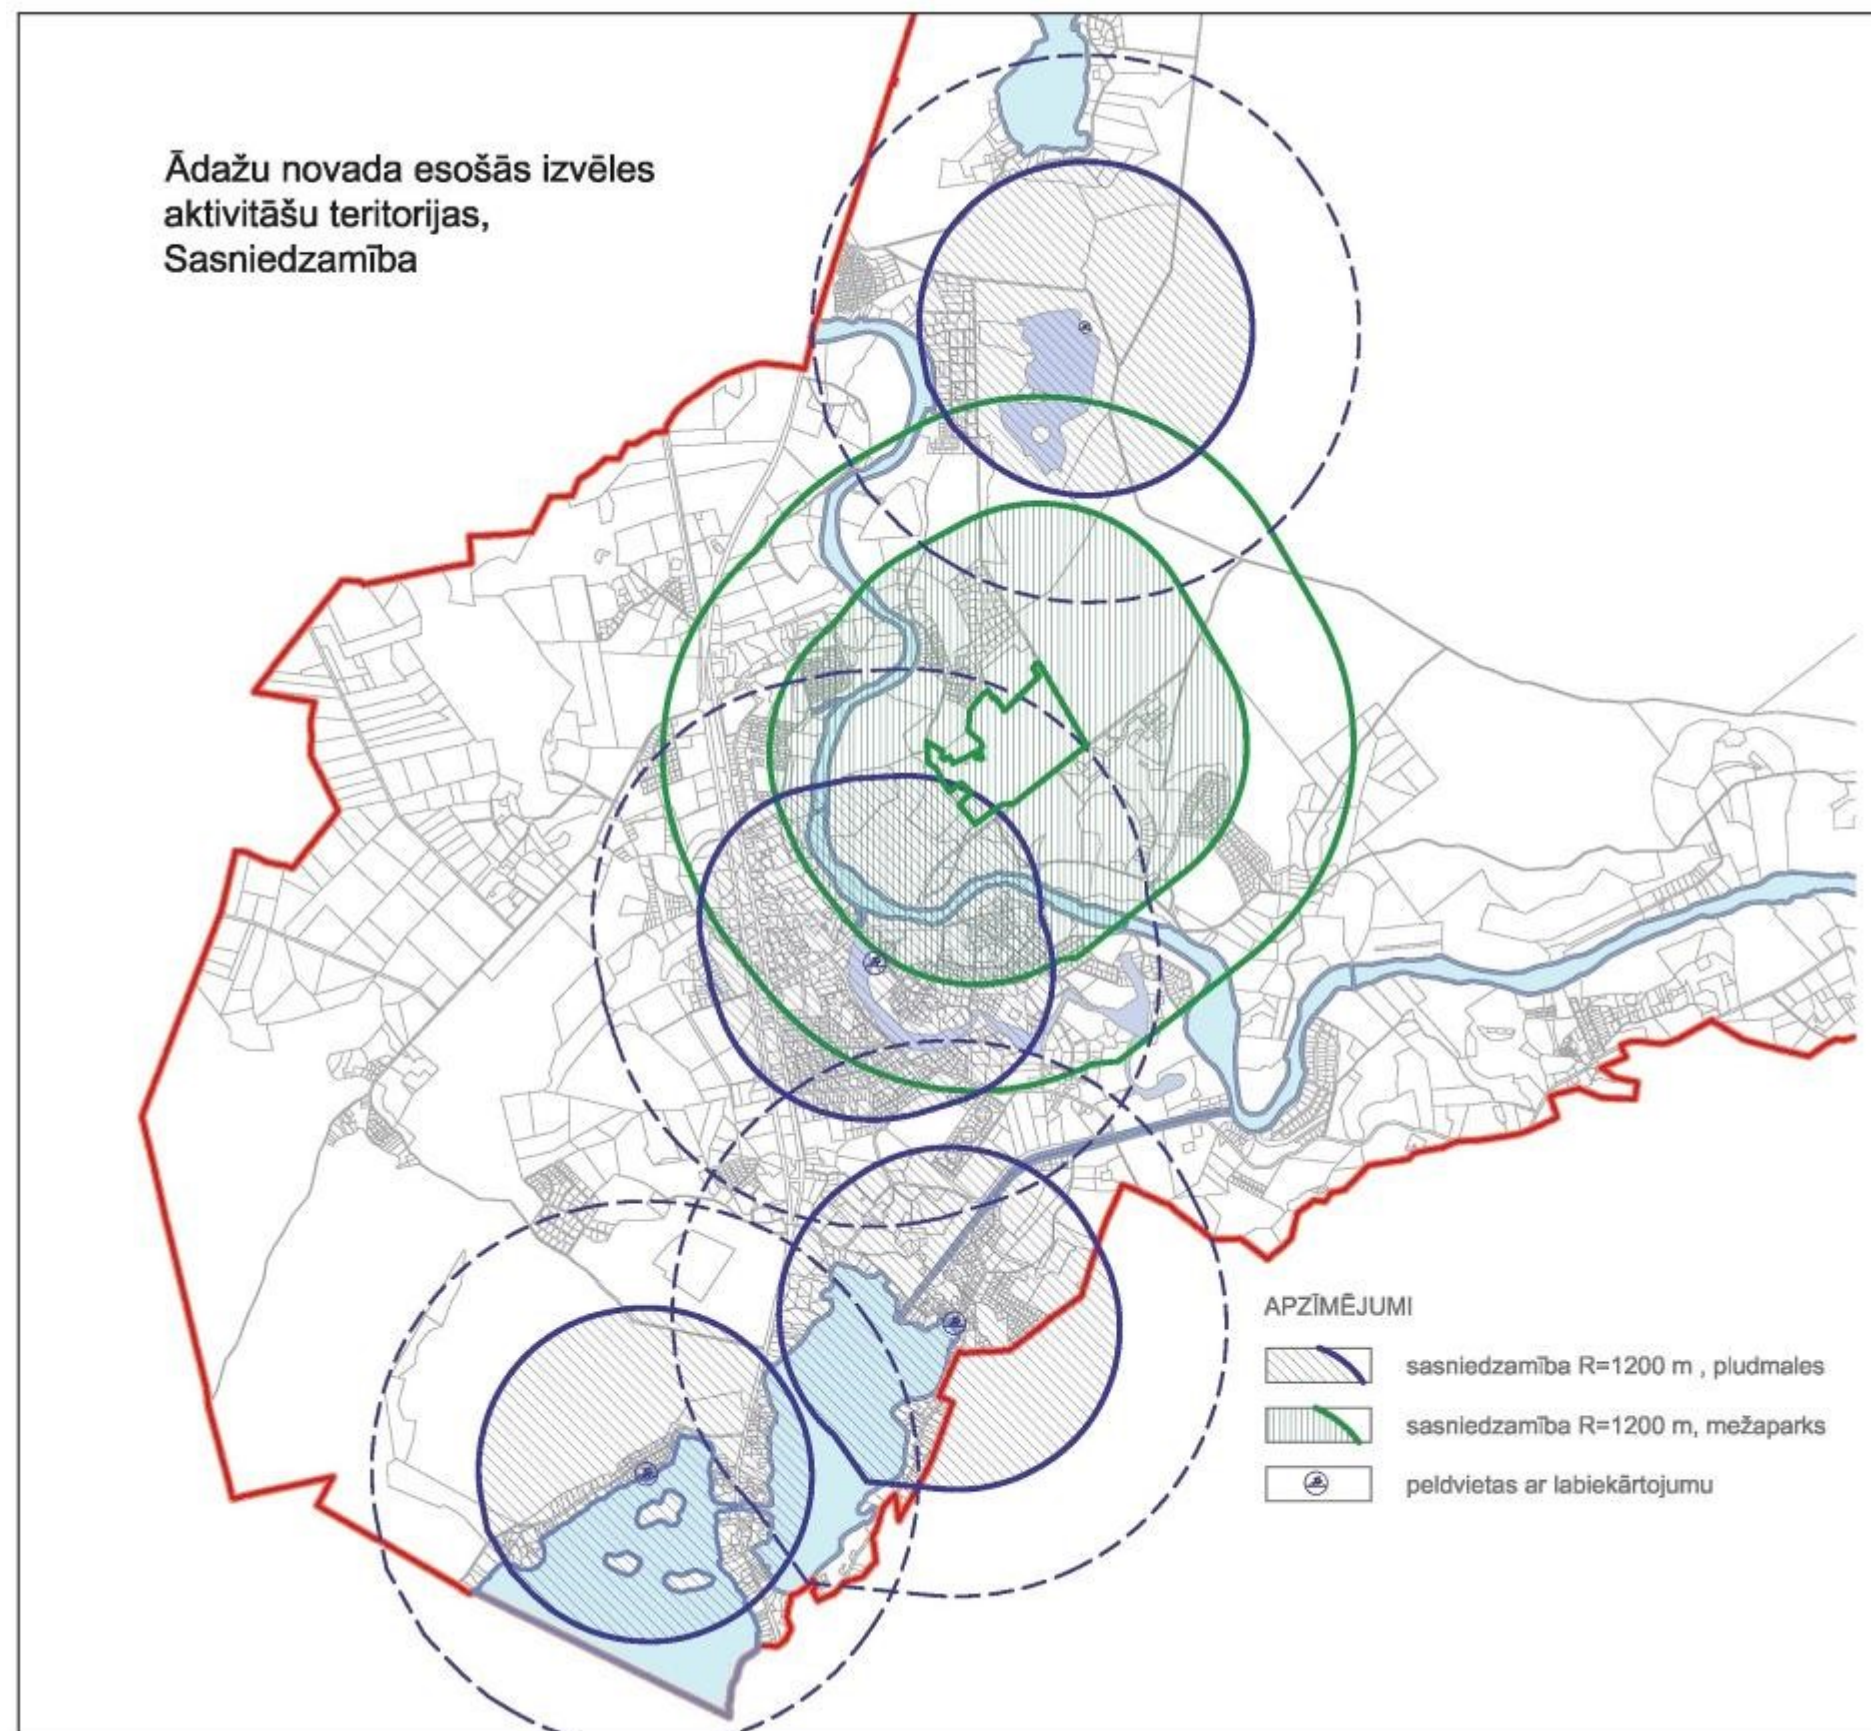 Ādažu novada esošās izvēles
aktivitāšu teritorijas,
Sasniedzamība
APZĪMĒJUMI
sasniedzamība R=1200 m , pludmales
sasniedzamība R=1200 m, mežaparks
peldvietas ar labiekārtojumu